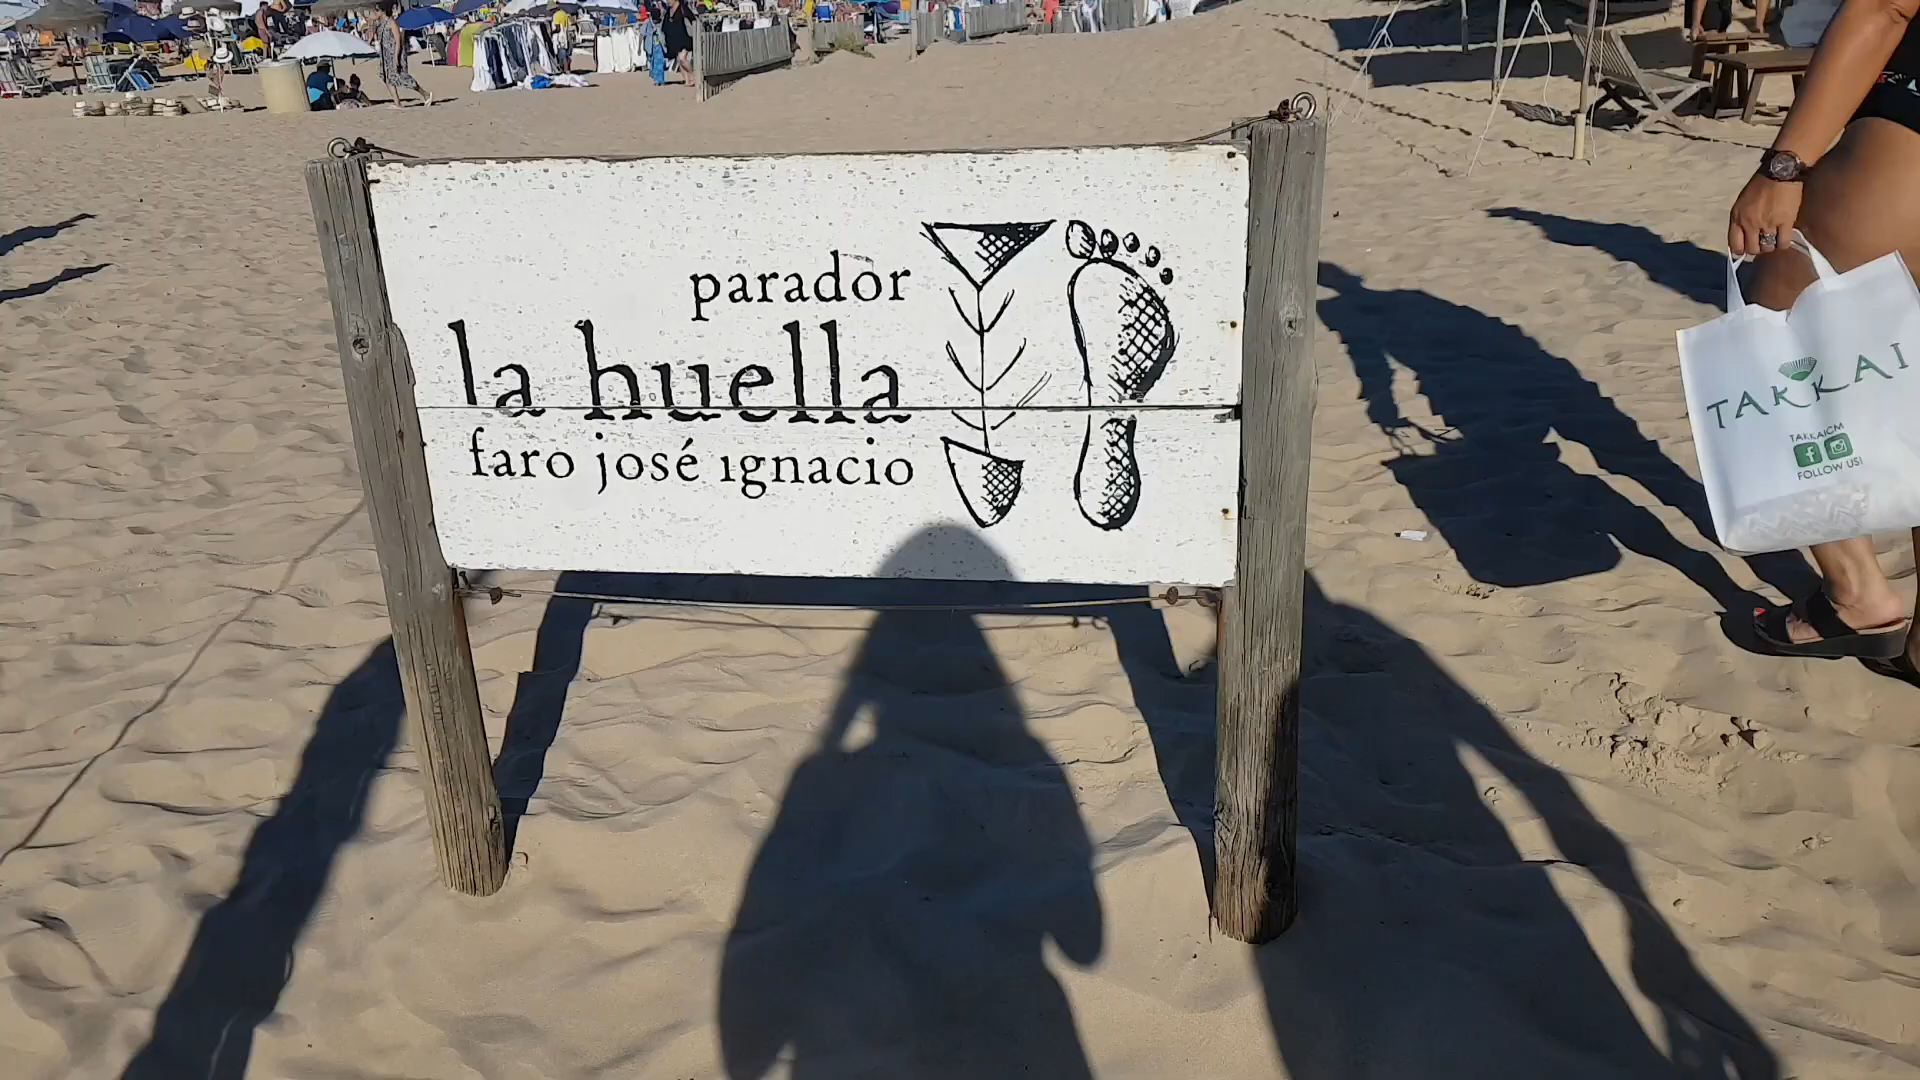 parador
la huella
faro josé ignacio
TAKKAI
TAKKAICM
FOLLOW US!